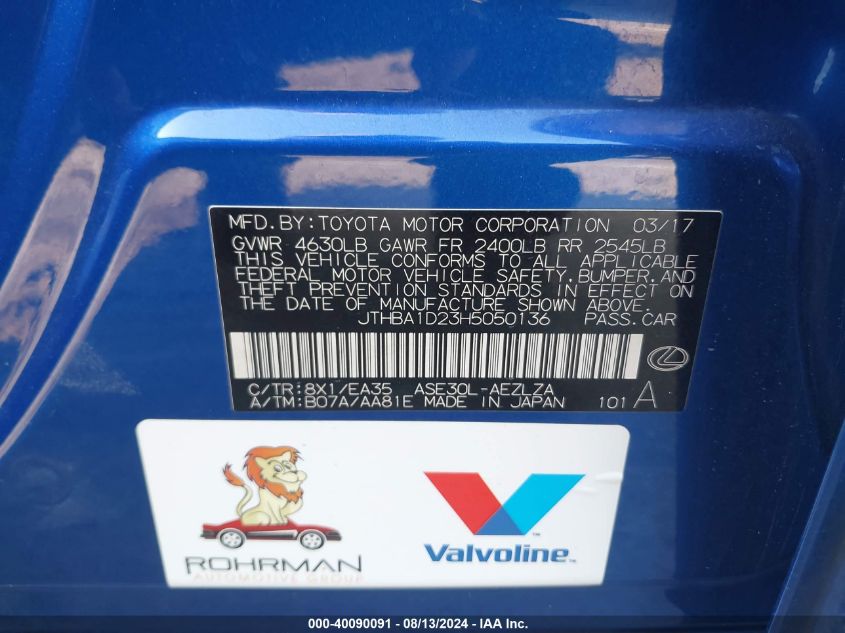 MFD.BY:TOYOTA MOTOR CORPORATION 03/17
GVWR 4630LB GAWR FR 2400LB RR 2545LB
THIS VEHICLE CONFORMS TO ALL APPLICABLE
FEDERAL MOTOR VEHICLE SAFETY,BUMPER,AND
THEFT PREVENTION STANDARDS IN EFFECT ON
THE DATE OF MANUFACTURE SHOWN ABOVE.
JTHBA1D23H5050136 PASS.CAR
C/TR:8X1/EA35 ASE30L-AEZLZA
A/TM:B07A/AA81E MADE IN JAPAN 101 A
ROHRMAN
AUTOMOTIVE GROUP
Valvoline™
000-40090091 - 08/13/2024 - IAA Inc.